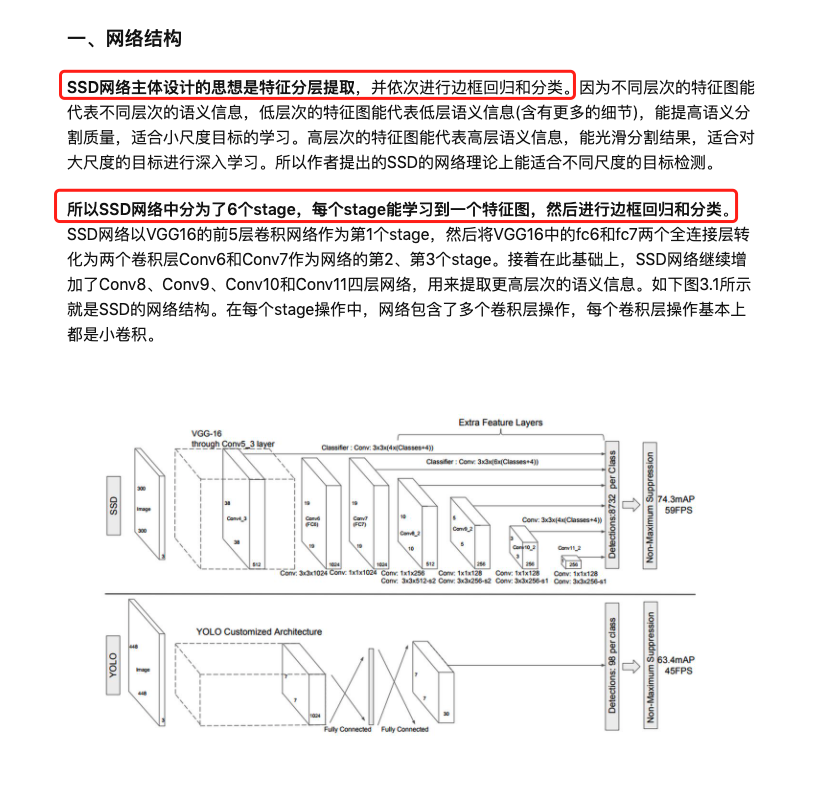 一、网络结构
SSD网络主体设计的思想是特征分层提取，并依次进行边框回归和分类。因为不同层次的特征图能
代表不同层次的语义信息，低层次的特征图能代表低层语义信息(含有更多的细节)，能提高语义分
割质量，适合小尺度目标的学习。高层次的特征图能代表高层语义信息，能光滑分割结果，适合对
大尺度的目标进行深入学习。所以作者提出的SSD的网络理论上能适合不同尺度的目标检测。
所以SSD网络中分为了6个stage，每个stage能学习到一个特征图，然后进行边框回归和分类。
SSD网络以VGG16的前5层卷积网络作为第1个stage，然后将VGG16中的fc6和fc7两个全连接层转
化为两个卷积层Conv6和Conv7作为网络的第2、第3个stage。接着在此基础上，SSD网络继续增
加了Conv8、Conv9、Conv10和Conv11四层网络，用来提取更高层次的语义信息。如下图3.1所示
就是SSD的网络结构。在每个stage操作中，网络包含了多个卷积层操作，每个卷积层操作基本上
都是小卷积。
Extra Feature Layers
VGG-16
through Conv5_3 layer
Classifier : Conv: 3x3x(4x(Classes+4))
Classifier : Conv: 3x3x(6x(Classes+4))
Conv: 3x3x(4x(Classes+4))
SSD
300
Image
300
3
38
Conv4_3
38
512
19
Conv6
(FC6)
19
1024
19
Conv7
(FC7)
19
1024
10
Conv8_2
10
512
5
Conv9_2
5
256
3
Conv10_2
3
256
Conv11_2
256
Conv: 3x3x1024
Conv: 1x1x1024
Conv: 1x1x256
Conv: 3x3x512-s2
Conv: 1x1x128
Conv: 3x3x256-s2
Conv: 1x1x128
Conv: 3x3x256-s1
Conv: 1x1x128
Conv: 3x3x256-s1
Detections:8732 per Class
Non-Maximum Suppression
74.3mAP
59FPS
YOLO
YOLO Customized Architecture
448
Image
448
3
7
7
1024
Fully Connected
Fully Connected
7
7
30
Detections: 98 per class
Non-Maximum Suppression
63.4mAP
45FPS